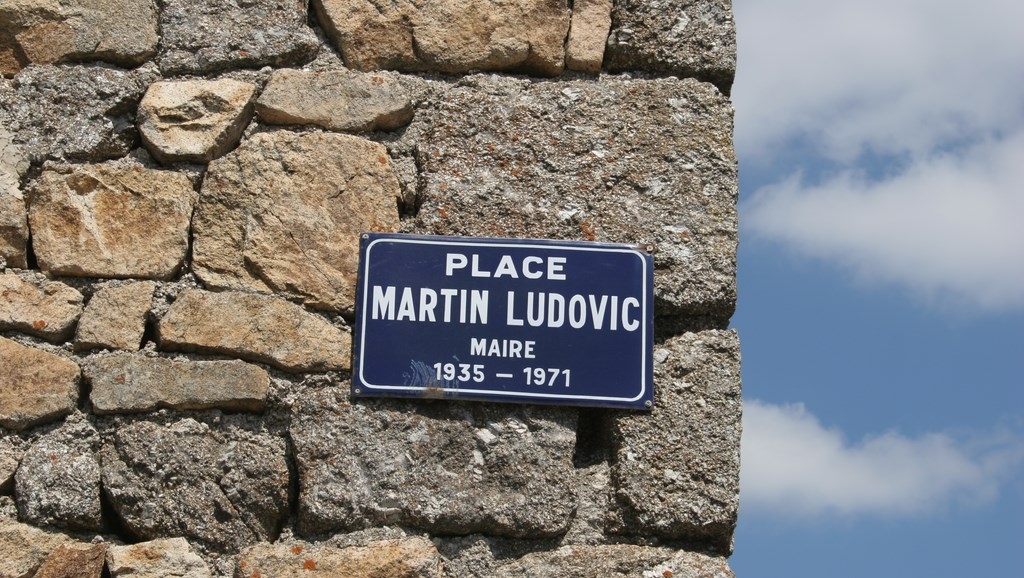 PLACE
MARTIN LUDOVIC
MAIRE
1935 – 1971